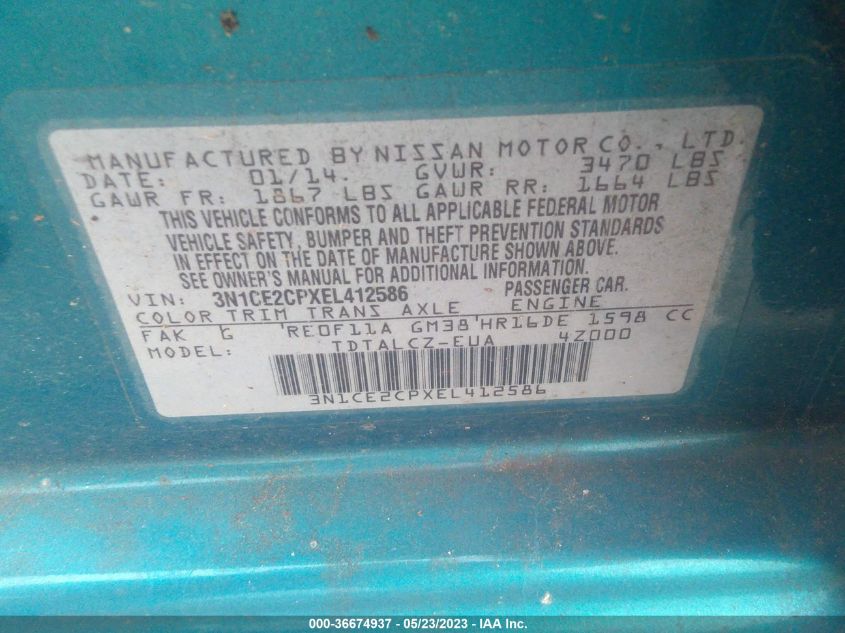 MANUFACTURED BY NISSAN MOTOR CO., LTD.
DATE: 01/14. GVWR: 3470 LBS
GAWR FR: 1867 LBS GAWR RR: 1664 LBS
THIS VEHICLE CONFORMS TO ALL APPLICABLE FEDERAL MOTOR
VEHICLE SAFETY, BUMPER AND THEFT PREVENTION STANDARDS
IN EFFECT ON THE DATE OF MANUFACTURE SHOWN ABOVE.
SEE OWNER'S MANUAL FOR ADDITIONAL INFORMATION
VIN: 3N1CE2CPXEL412586 PASSENGER CAR.
COLOR TRIM TRANS AXLE ENGINE
FAK G 'RE0F11A GM38'HR16DE 1598 CC
MODEL: TDTALCZ-EUA 4Z000
3N1CE2CPXEL412586
000-36674937 - 05/23/2023 - IAA Inc.